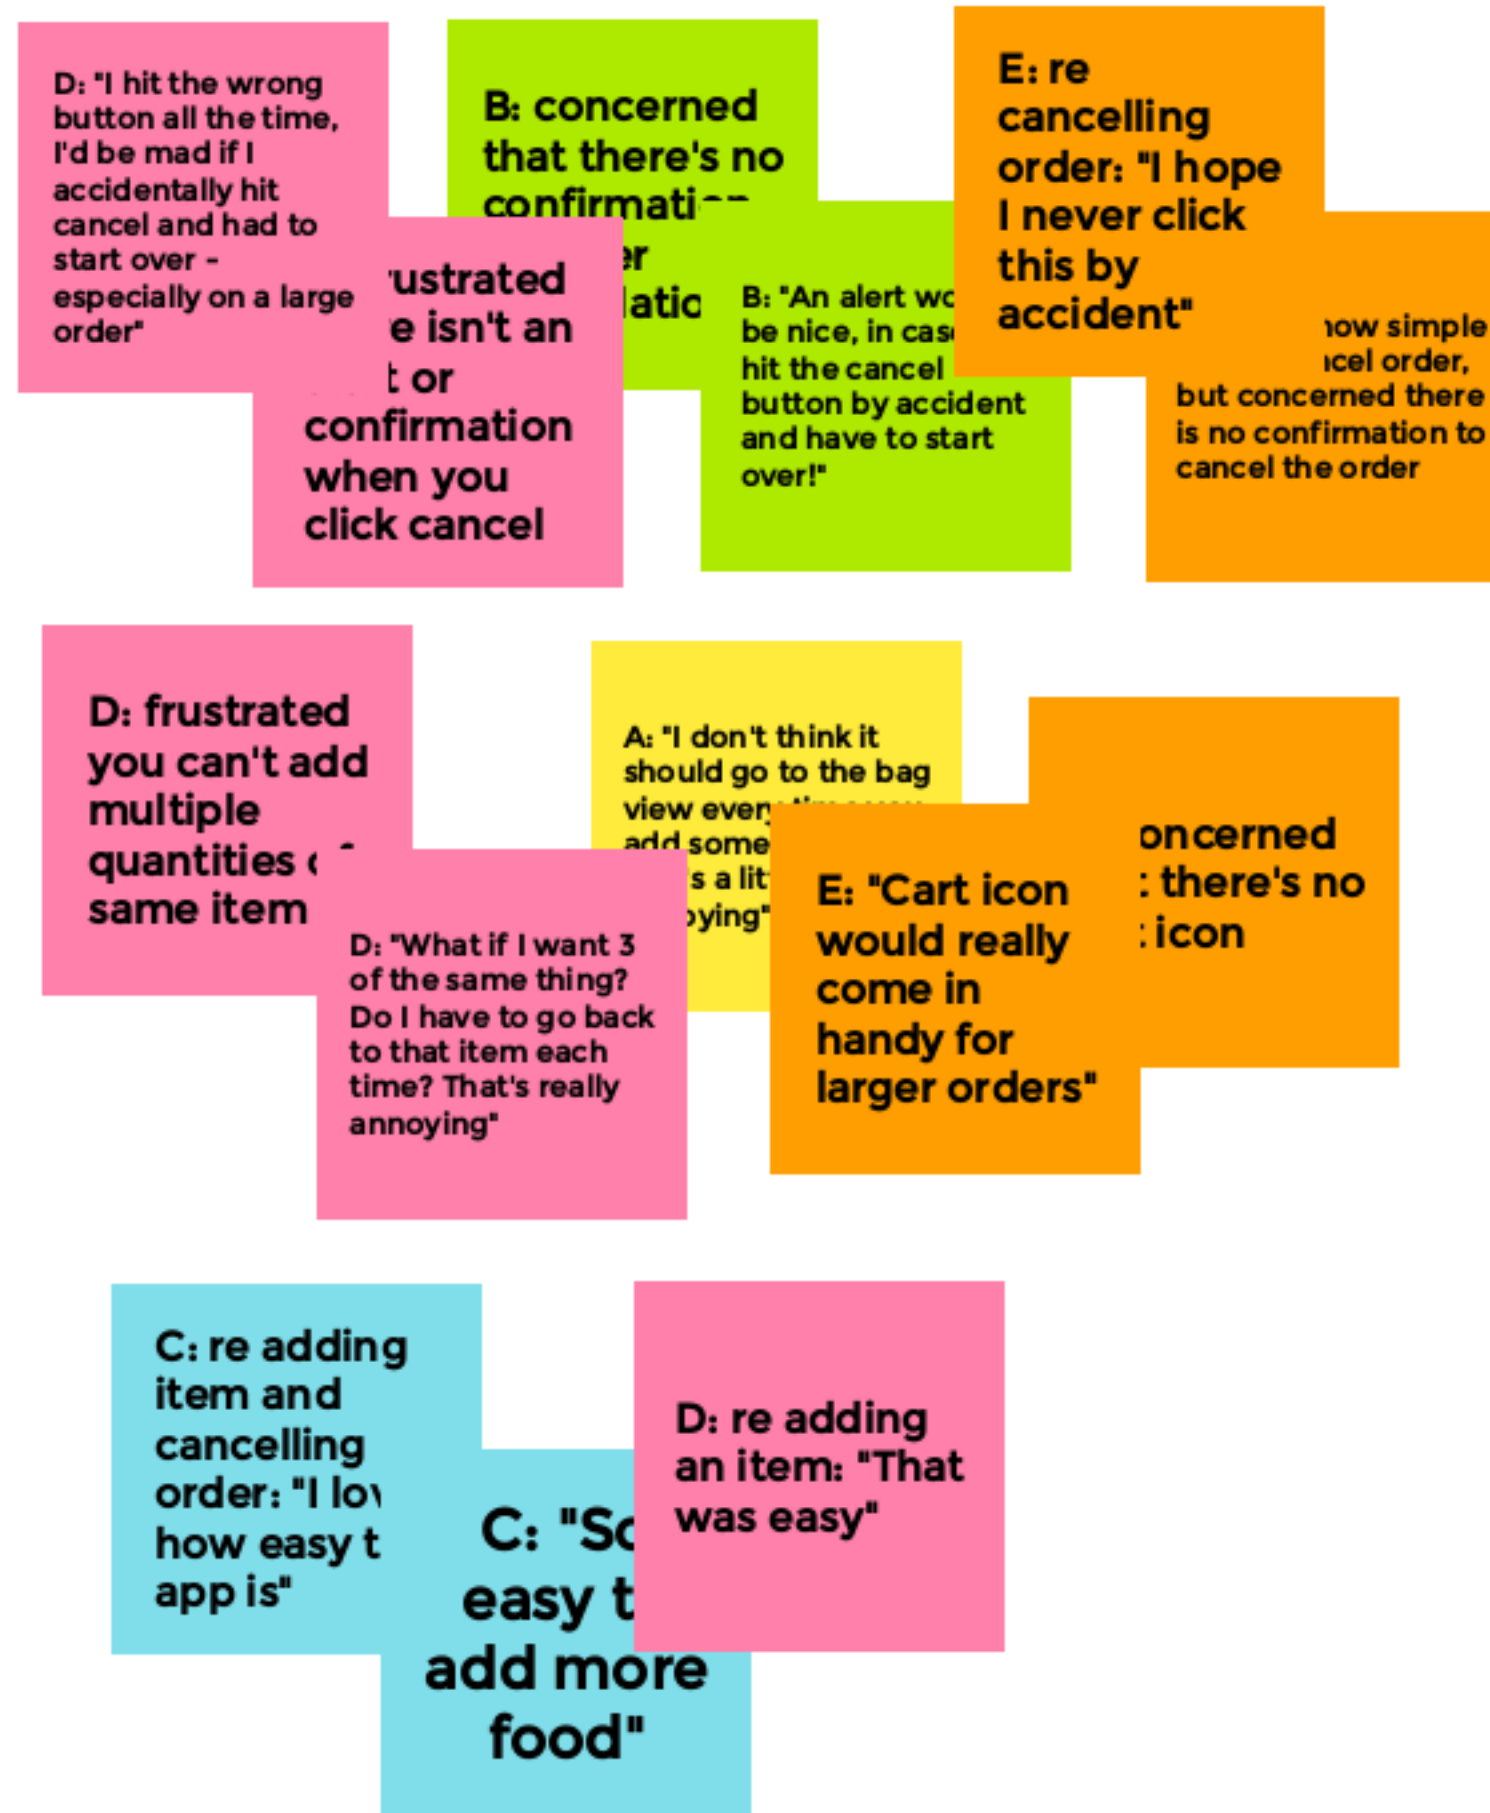 D: "I hit the wrong
button all the time,
I'd be mad if I
accidentally hit
cancel and had to
start over -
especially on a large
order"
isn't an
or
confirmation
when you
click cancel
B: concerned
that there's no
B: "An alert
be nice, in
hit the cancel
button by accident
and have to start
over!"
E: re
cancelling
order: "I hope
I never click
this by
accident"
simple
order,
but concerned there
is no confirmation to
cancel the order
D: frustrated
you can't add
multiple
quantities
same item
D: "What if I want 3
of the same thing?
Do I have to go back
to that item each
time? That's really
annoying"
A: "I don't think it
should go to the bag
view
add
a
E: "Cart icon
would really
come in
handy for
larger orders"
there's no
icon
C: re adding
item and
cancelling
order: "I
how easy
app is"
C:
easy
add more
food"
D: re adding
an item: "That
was easy"